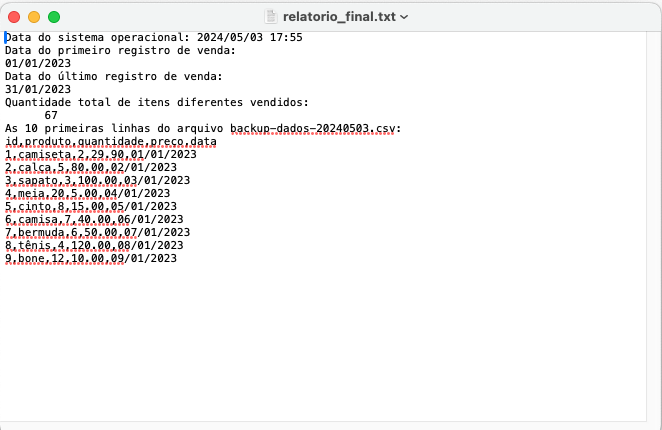 relatorio_final.txt
Data do sistema operacional: 2024/05/03 17:55
Data do primeiro registro de venda:
01/01/2023
Data do último registro de venda:
31/01/2023
Quantidade total de itens diferentes vendidos:
67
As 10 primeiras linhas do arquivo backup-dados-20240503.csv:
id,produto,quantidade,preço,data
1,camiseta,2,29.90,01/01/2023
2,calça,5,80.00,02/01/2023
3,sapato,3,100.00,03/01/2023
4,meia,20,5.00,04/01/2023
5,cinto,8,15.00,05/01/2023
6,camisa,7,40.00,06/01/2023
7,bermuda,6,50.00,07/01/2023
8,tênis,4,120.00,08/01/2023
9,bone,12,10.00,09/01/2023